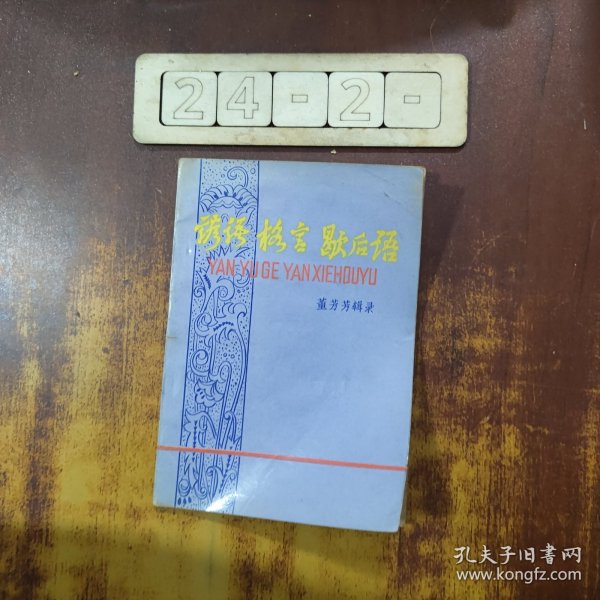 24-2-
谚语 格言 歇后语
YAN YU GE YAN XIEHOUYU
董芳芳辑录
孔夫子旧书网
www.kongfz.com